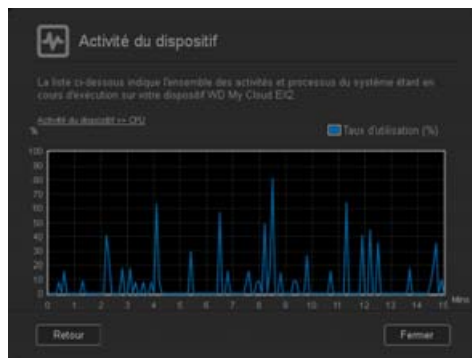 Activité du dispositif
La liste ci-dessous indique l'ensemble des activités et processus du système étant en
cours d'exécution sur votre dispositif WD My Cloud EX2.
Activité du dispositif >> CPU
%
Taux d'utilisation (%)
100
90
80
70
60
50
40
30
20
10
0
0 1 2 3 4 5 6 7 8 9 10 11 12 13 14 15 Mins
Retour
Fermer